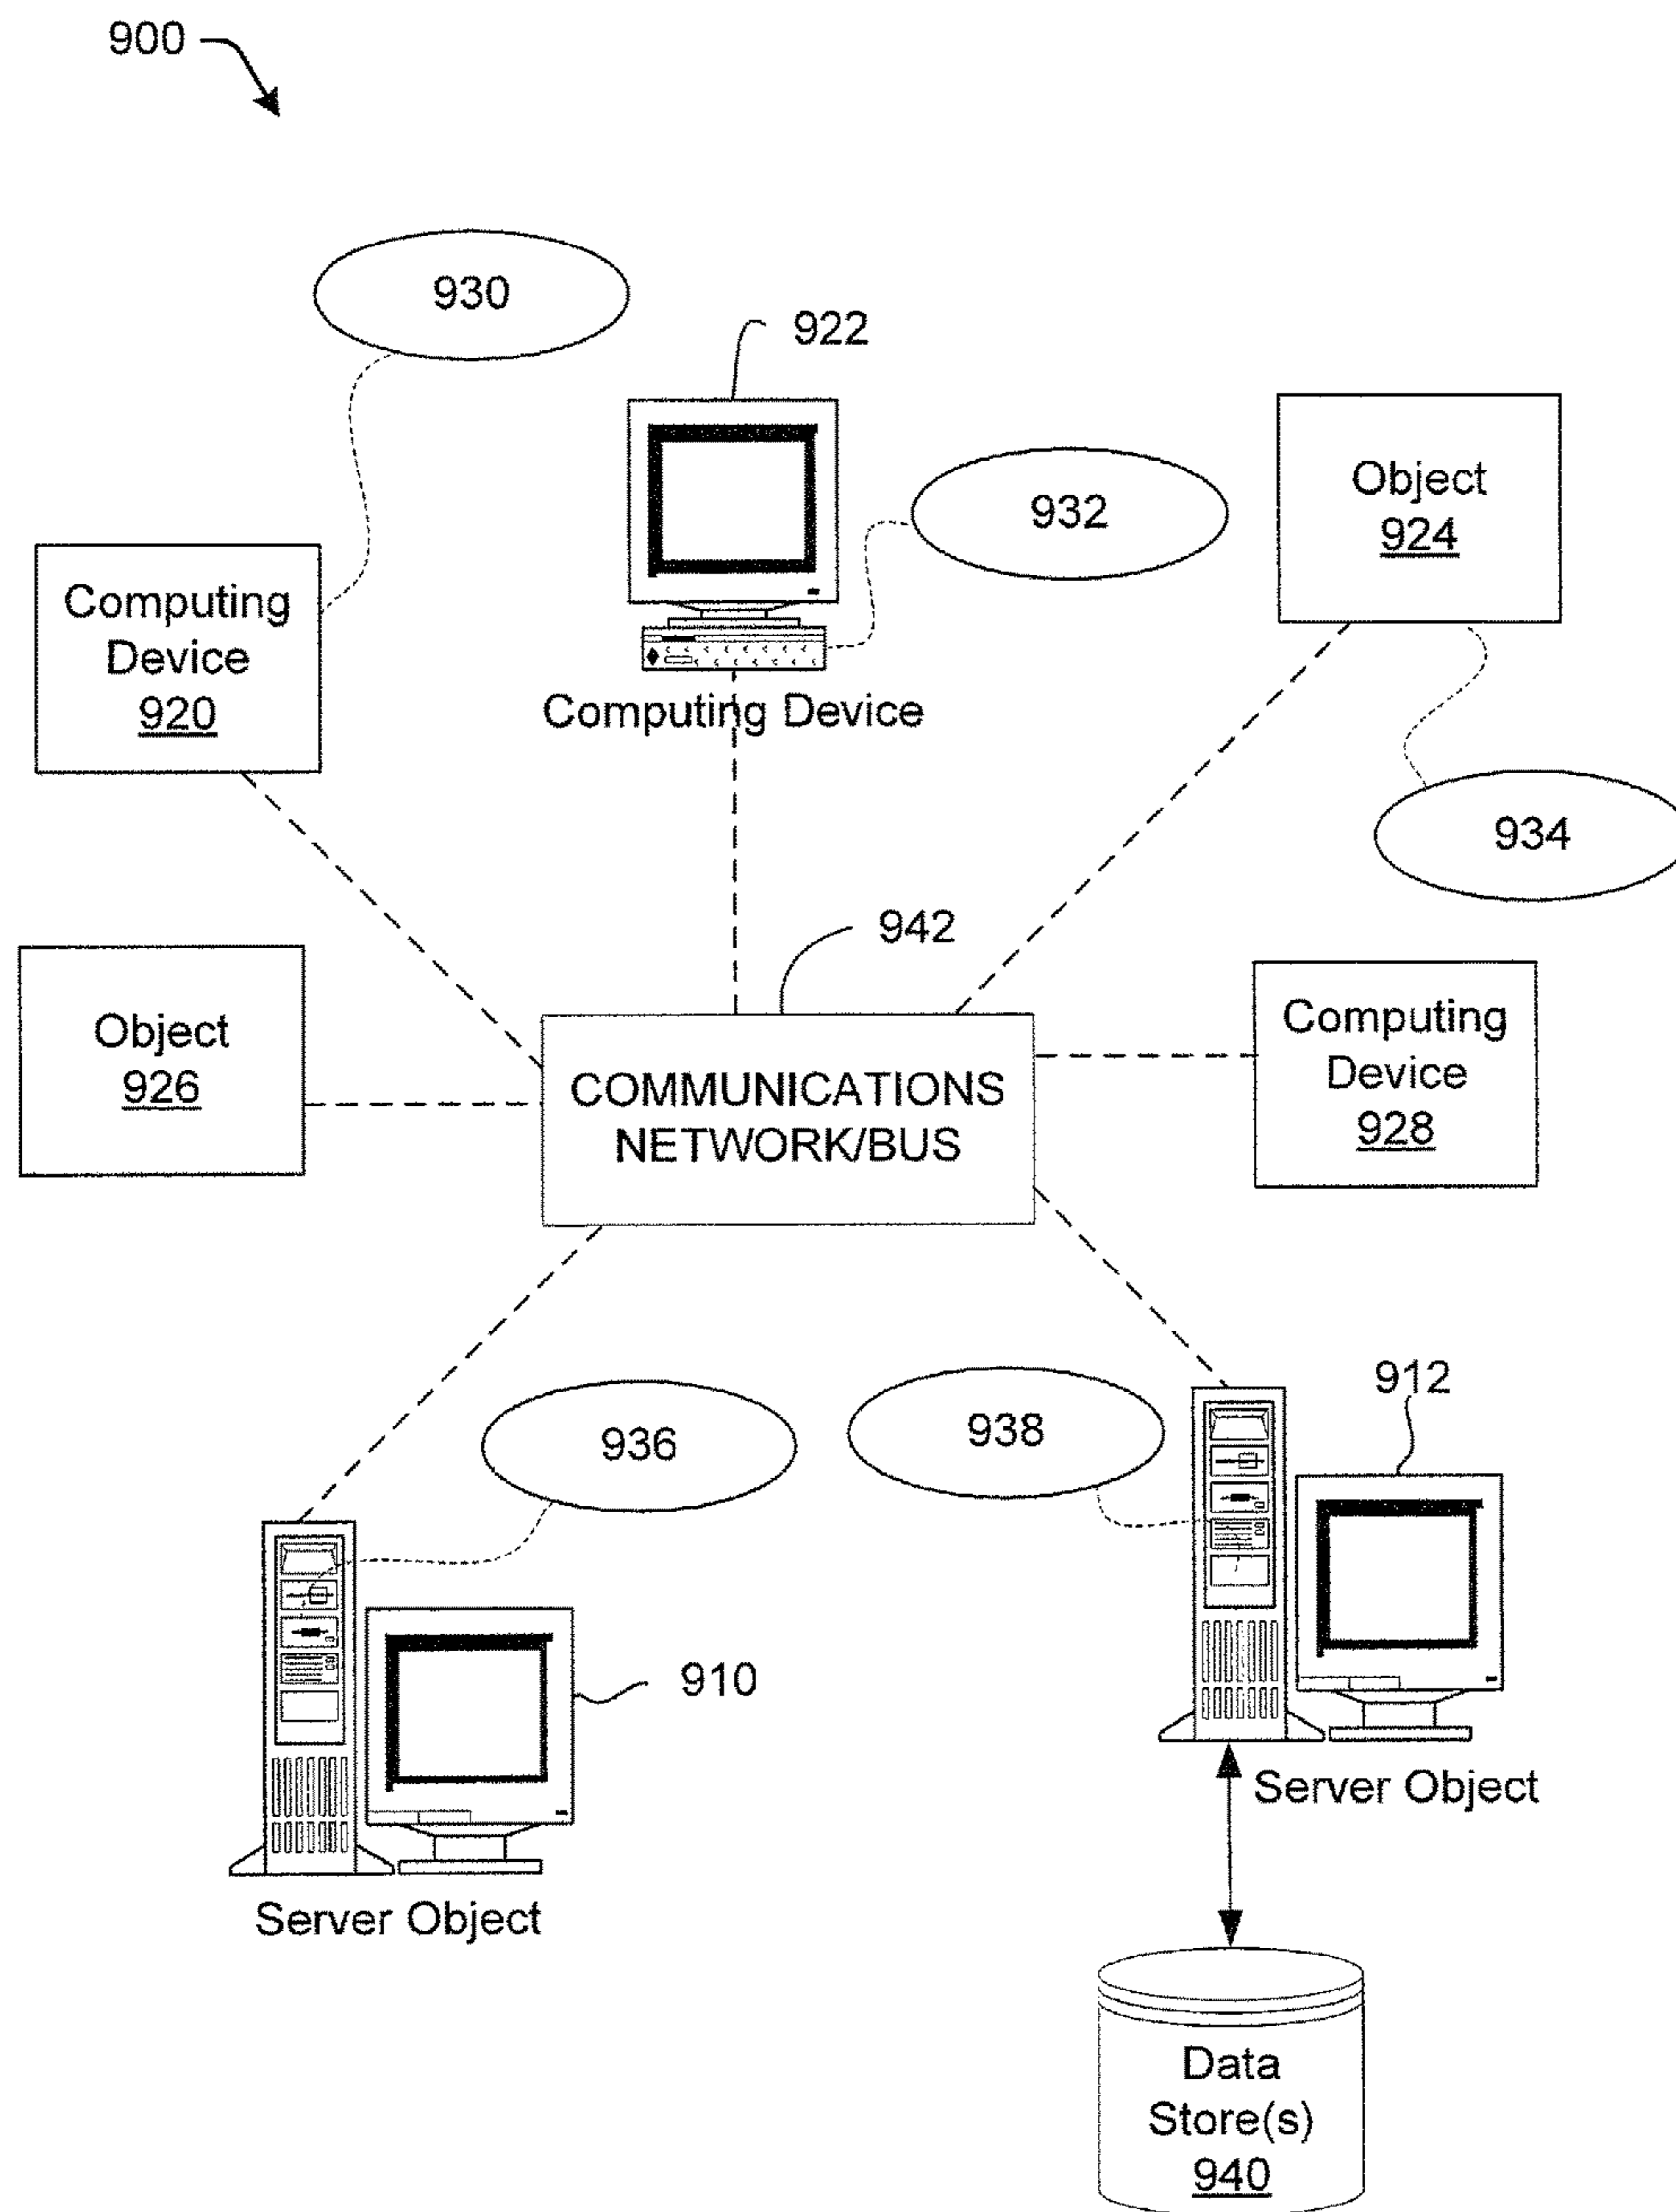 900
930
922
932
Object
924
Computing
Device
920
Computing Device
934
942
Object
926
COMMUNICATIONS
NETWORK/BUS
Computing
Device
928
936
938
912
910
Server Object
Server Object
Data
Store(s)
940